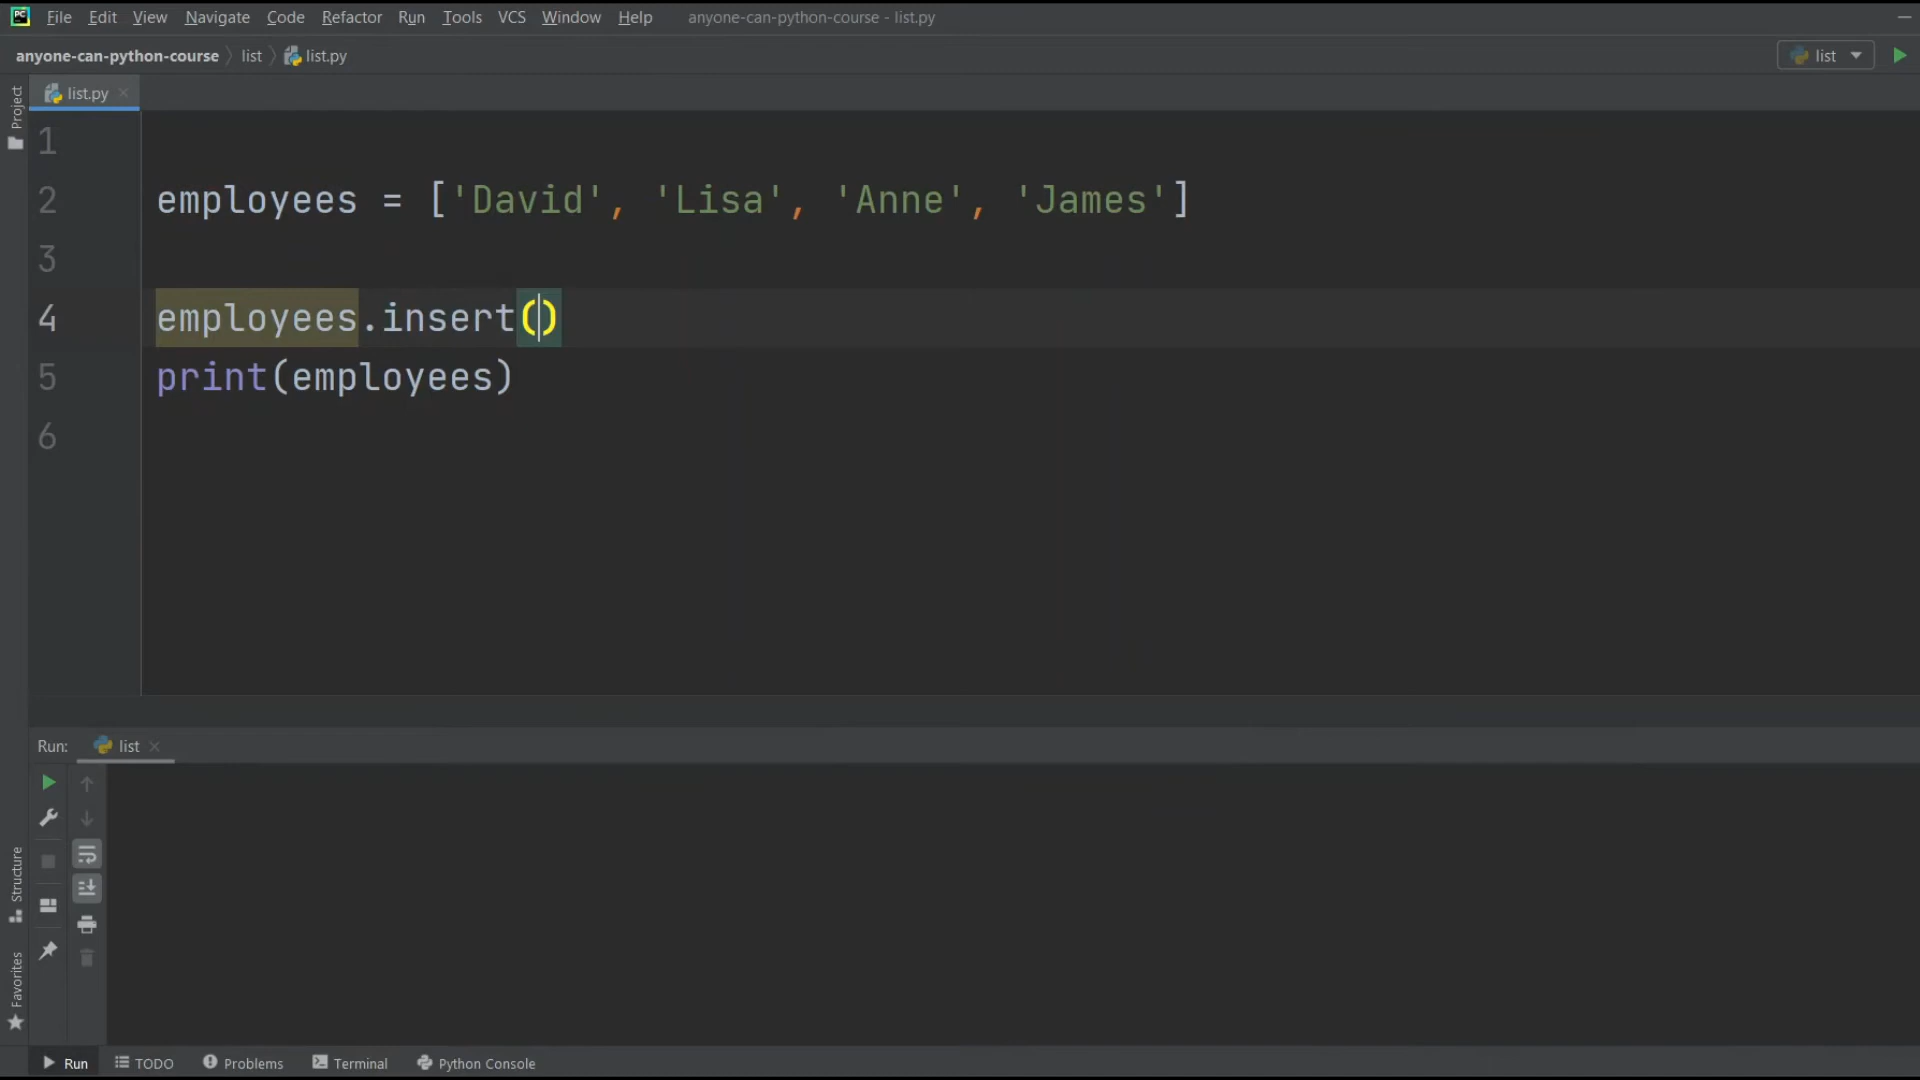 PC File Edit View Navigate Code Refactor Run Tools VCS Window Help anyone-can-python-course - list.py
anyone-can-python-course list list.py list
Project
list.py
1
2 employees = ['David', 'Lisa', 'Anne', 'James']
3
4 employees.insert()
5 print(employees)
6
Run: list
Structure
Favorites
Run TODO Problems Terminal Python Console